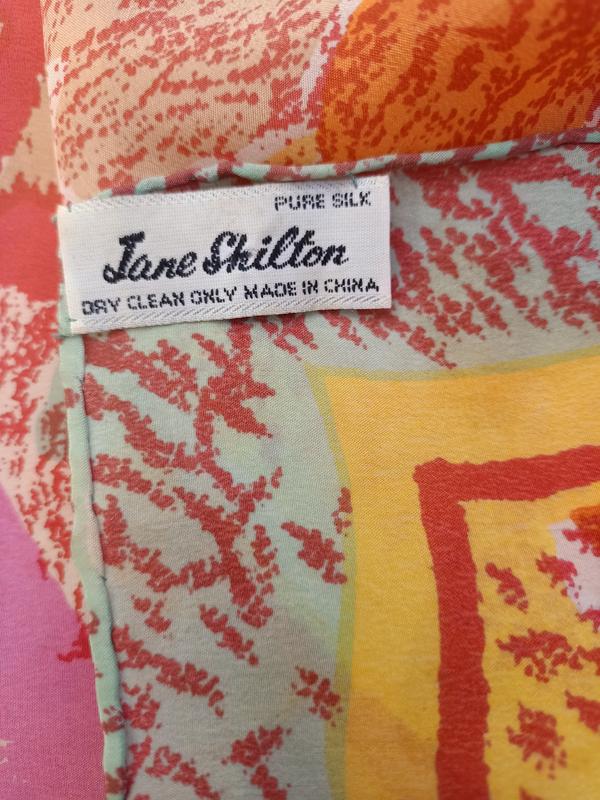 PURE SILK
Jane Shilton
DRY CLEAN ONLY MADE IN CHINA